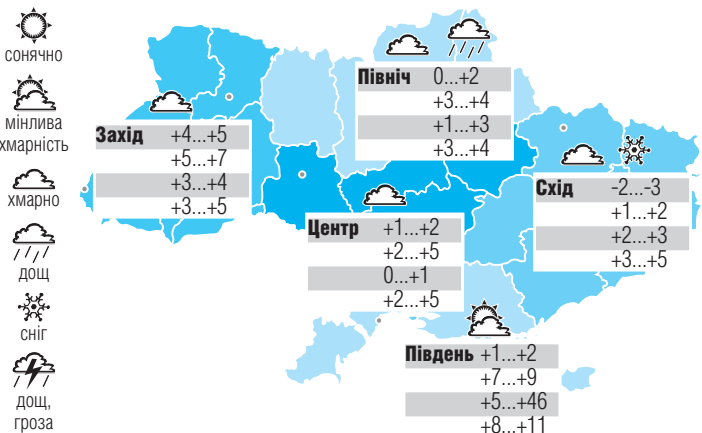 сонячно
мінлива
хмарність
хмарно
дощ
сніг
дощ,
гроза
Північ 0...+2
+3...+4
+1...+3
+3...+4
Захід +4...+5
+5...+7
+3...+4
+3...+5
Схід -2...-3
+1...+2
+2...+3
+3...+5
Центр +1...+2
+2...+5
0...+1
+2...+5
Південь +1...+2
+7...+9
+5...+46
+8...+11